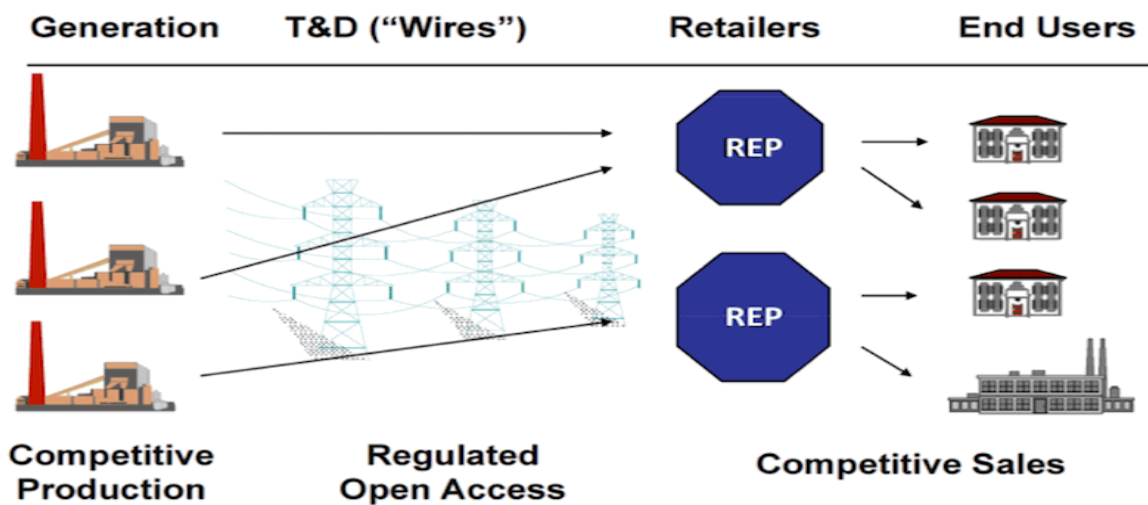 Generation
T&D (“Wires”)
Retailers
End Users
REP
REP
Competitive
Production
Regulated
Open Access
Competitive Sales